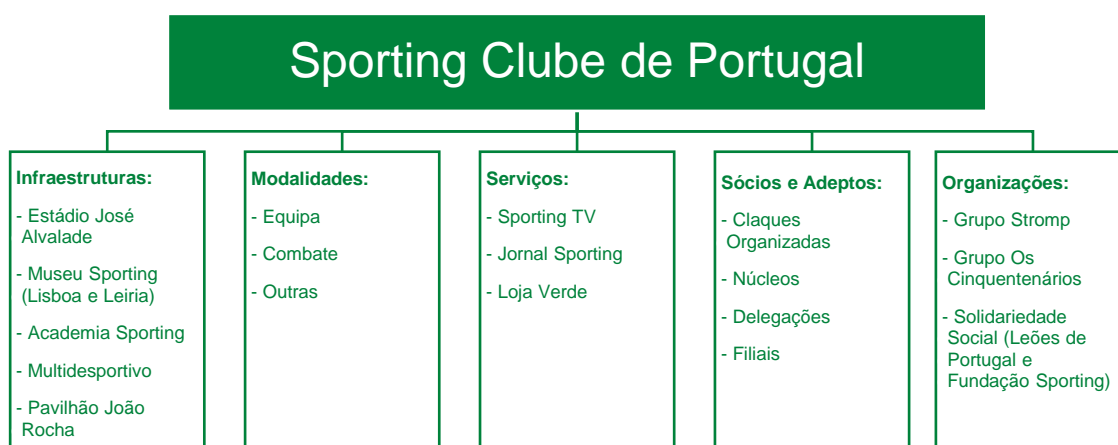 Sporting Clube de Portugal
Infraestruturas:
- Estádio José
Alvalade
- Museu Sporting
(Lisboa e Leiria)
- Academia Sporting
- Multidesportivo
- Pavilhão João
Rocha
Modalidades:
- Equipa
- Combate
- Outras
Serviços:
- Sporting TV
- Jornal Sporting
- Loja Verde
Sócios e Adeptos:
- Claques
Organizadas
- Núcleos
- Delegações
- Filiais
Organizações:
- Grupo Stromp
- Grupo Os
Cinquentenários
- Solidariedade
Social (Leões de
Portugal e
Fundação Sporting)